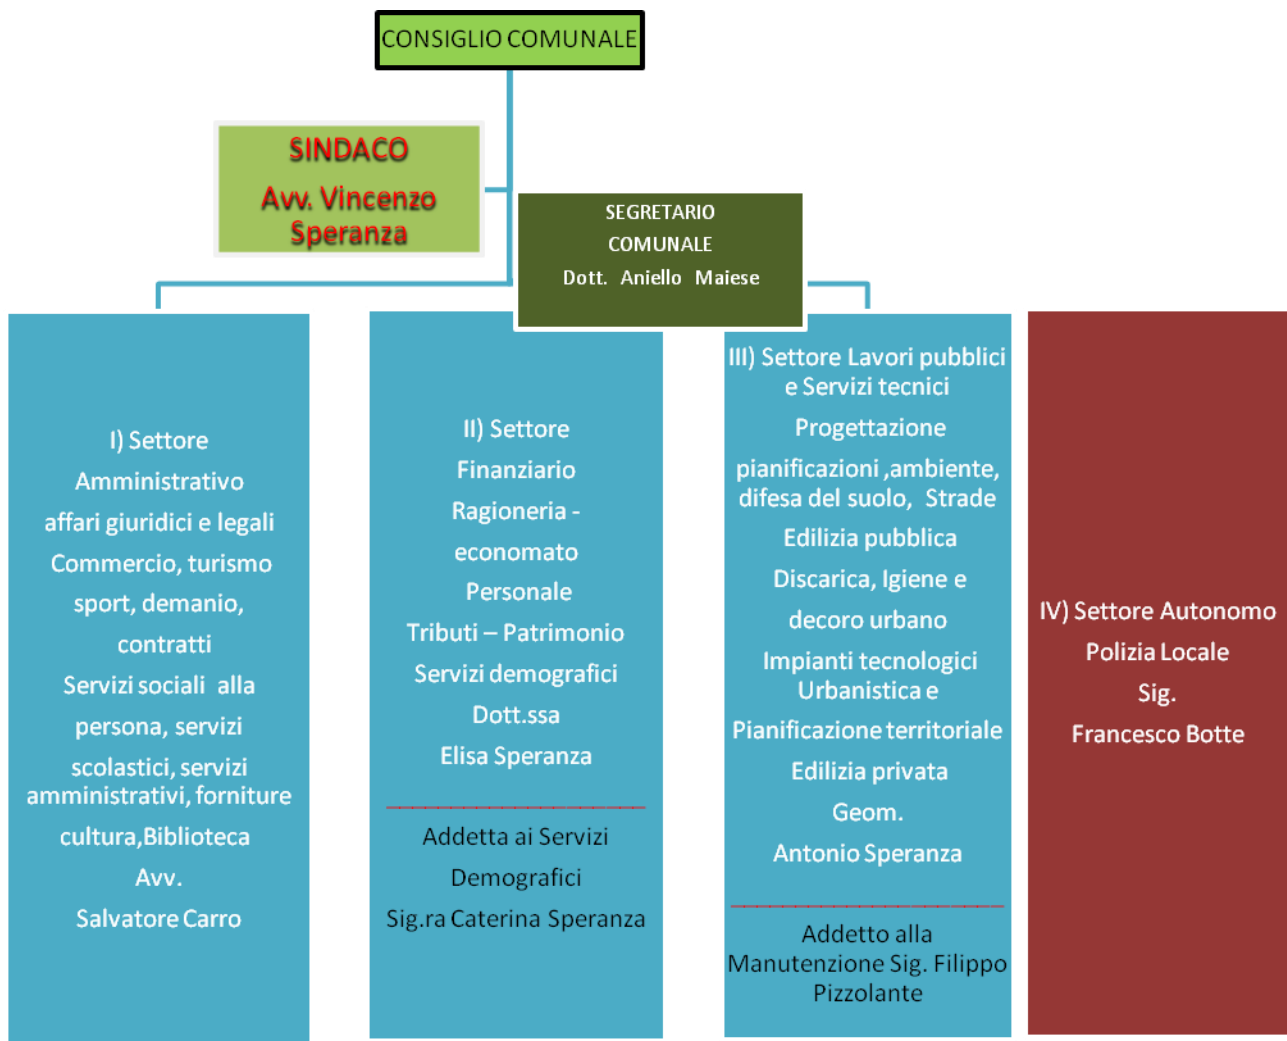 CONSIGLIO COMUNALE
SINDACO
Avv. Vincenzo
Speranza
SEGRETARIO
COMUNALE
Dott. Aniello Maiese
I) Settore
Amministrativo
affari giuridici e legali
Commercio, turismo
sport, demanio,
contratti
Servizi sociali alla
persona, servizi
scolastici, servizi
amministrativi, forniture
cultura,Biblioteca
Avv.
Salvatore Carro
II) Settore
Finanziario
Ragioneria -
economato
Personale
Tributi – Patrimonio
Servizi demografici
Dott.ssa
Elisa Speranza
Addetta ai Servizi
Demografici
Sig.ra Caterina Speranza
III) Settore Lavori pubblici
e Servizi tecnici
Progettazione
pianificazioni ,ambiente,
difesa del suolo, Strade
Edilizia pubblica
Discarica, Igiene e
decoro urbano
Impianti tecnologici
Urbanistica e
Pianificazione territoriale
Edilizia privata
Geom.
Antonio Speranza
Addetto alla
Manutenzione Sig. Filippo
Pizzolante
IV) Settore Autonomo
Polizia Locale
Sig.
Francesco Botte